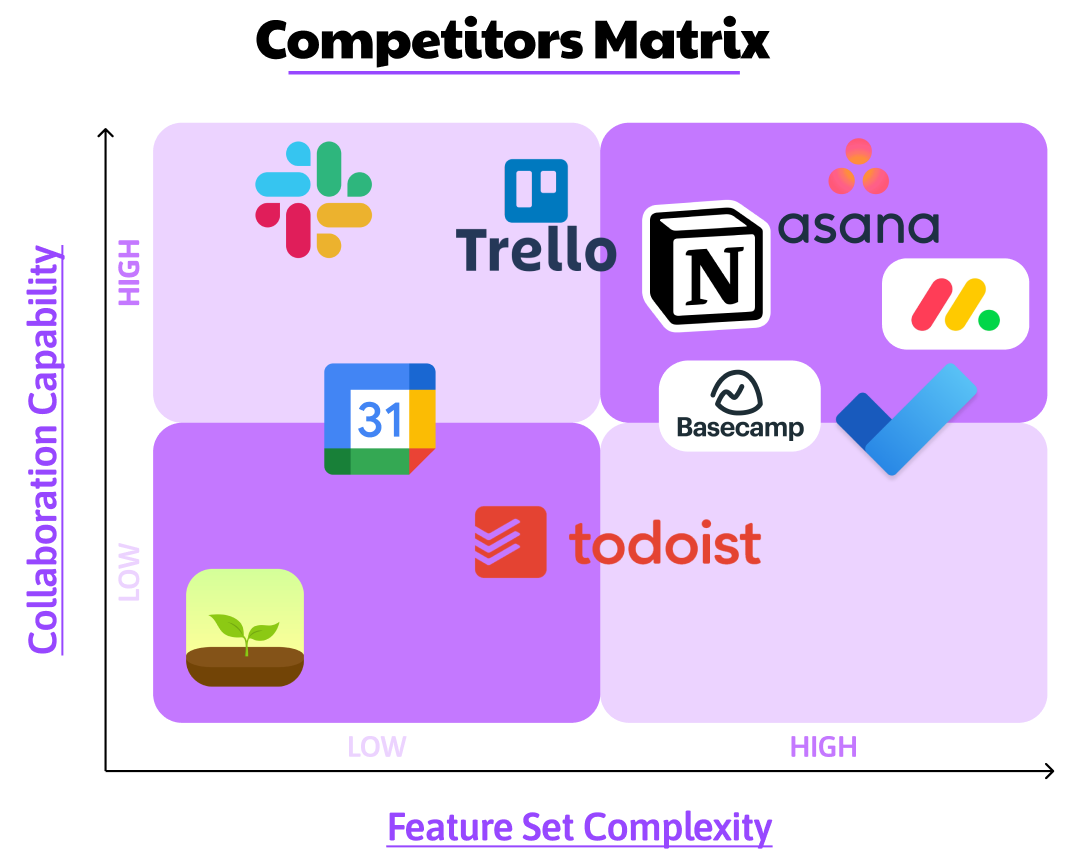 Competitors Matrix
Collaboration Capability
HIGH
LOW
Trello
N
asana
31
Basecamp
todoist
LOW
HIGH
Feature Set Complexity